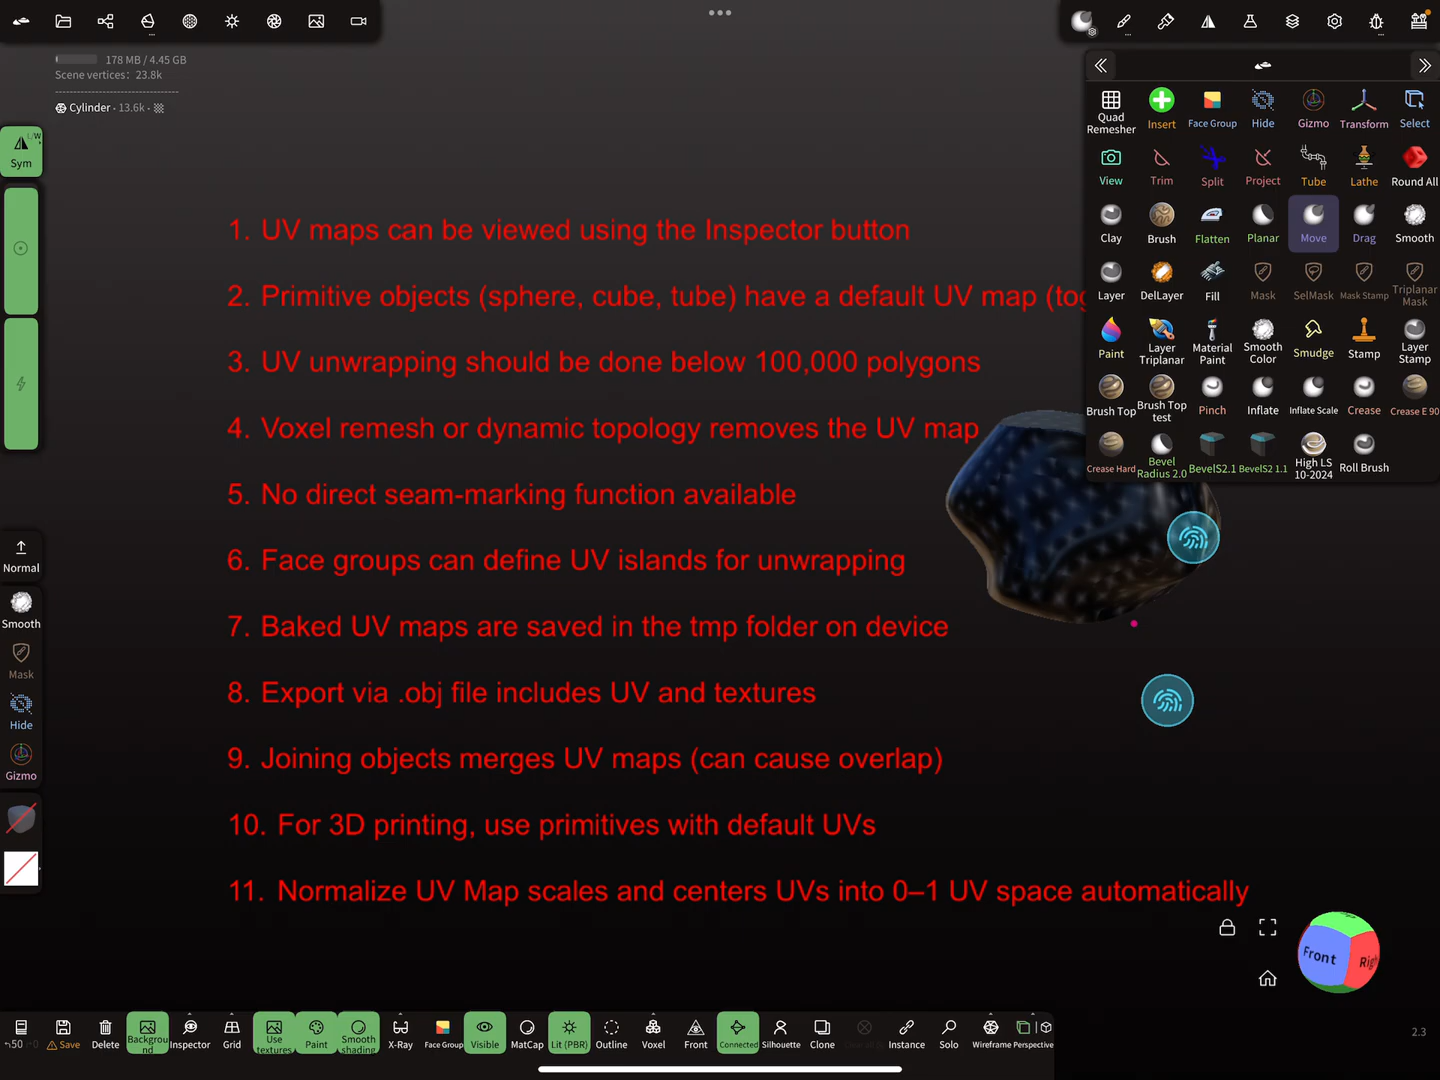 178 MB / 4.45 GB
Scene vertices: 23.8k
Cylinder · 13.6k ·
Sym
Quad Remesher
Insert
Face Group
Hide
Gizmo
Transform
Select
View
Trim
Split
Project
Tube
Lathe
Round All
Clay
Brush
Flatten
Planar
Move
Drag
Smooth
Layer
DelLayer
Fill
Mask
SelMask
Mask Stamp
Triplanar Mask
Paint
Layer Triplanar
Material Paint
Smooth Color
Smudge
Stamp
Layer Stamp
Brush Top
Brush Top test
Pinch
Inflate
Inflate Scale
Crease
Crease E 90
Crease Hard
Bevel Radius 2.0
BevelS2.1
BevelS2 1.1
High LS 10-2024
Roll Brush
1. UV maps can be viewed using the Inspector button
2. Primitive objects (sphere, cube, tube) have a default UV map (tog
3. UV unwrapping should be done below 100,000 polygons
4. Voxel remesh or dynamic topology removes the UV map
5. No direct seam-marking function available
6. Face groups can define UV islands for unwrapping
7. Baked UV maps are saved in the tmp folder on device
8. Export via .obj file includes UV and textures
9. Joining objects merges UV maps (can cause overlap)
10. For 3D printing, use primitives with default UVs
11. Normalize UV Map scales and centers UVs into 0–1 UV space automatically
Normal
Smooth
Mask
Hide
Gizmo
Front
Righ
50
0
Save
Delete
Background
Inspector
Grid
Use textures
Paint
Smooth shading
X-Ray
Face Group
Visible
MatCap
Lit (PBR)
Outline
Voxel
Front
Connected
Silhouette
Clone
Instance
Solo
Wireframe
Perspective
2.3